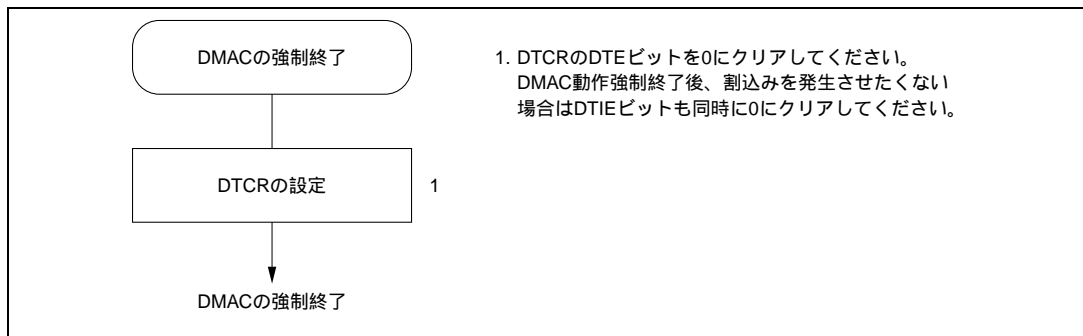 DMACの強制終了
1. DTCRのDTEビットを0にクリアしてください。
DMAC動作強制終了後、割込みを発生させたくない
場合はDTIEビットも同時に0にクリアしてください。
DTCRの設定
1
DMACの強制終了